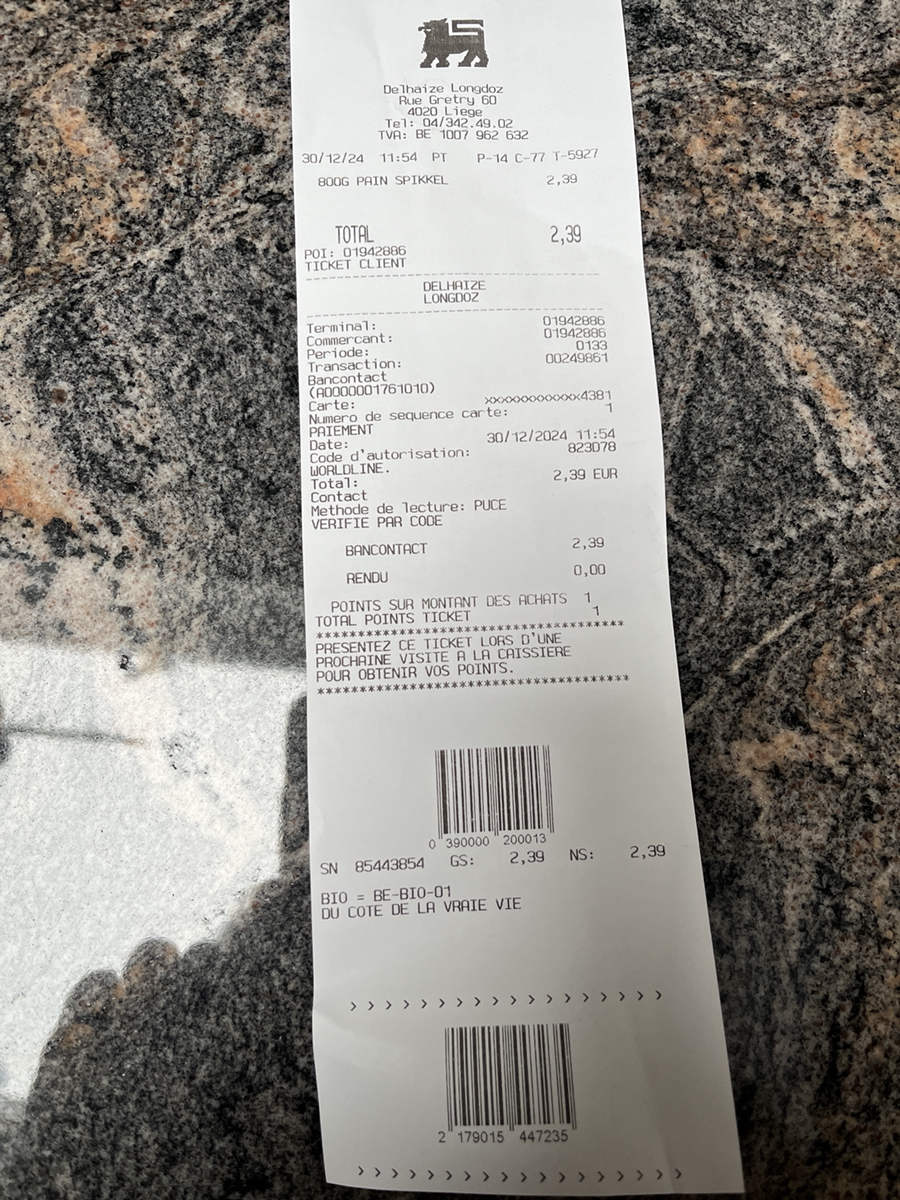 Delhaize Longdoz
Rue Gretry 60
4020 Liege
Tel: 04/342.49.02
TVA: BE 1007 962 632
30/12/24 11:54 PT P-14 C-77 T-5927
800G PAIN SPIKKEL 2,39
TOTAL 2,39
POI: 01942886
TICKET CLIENT
DELHAIZE
LONGDOZ
Terminal: 01942886
Commercant: 01942886
Periode: 0133
Transaction: 00249861
Bancontact
(A0000001761010)
Carte: xxxxxxxxxxxxx4381
Numero de sequence carte: 1
PAIEMENT
Date: 30/12/2024 11:54
Code d'autorisation: 823078
WORLDLINE.
Total: 2,39 EUR
Contact
Methode de lecture: PUCE
VERIFIE PAR CODE
BANCONTACT 2,39
RENDU 0,00
POINTS SUR MONTANT DES ACHATS 1
TOTAL POINTS TICKET 1
***************************************
PRESENTEZ CE TICKET LORS D'UNE
PROCHAINE VISITE A LA CAISSIERE
POUR OBTENIR VOS POINTS.
***************************************
0 390000 200013
SN 85443854 GS: 2,39 NS: 2,39
BIO = BE-BIO-01
DU COTE DE LA VRAIE VIE
> > > > > > > > > > > > > > > > > >
2 179015 447235
> > > > > > > > > > > > > > > > > > >